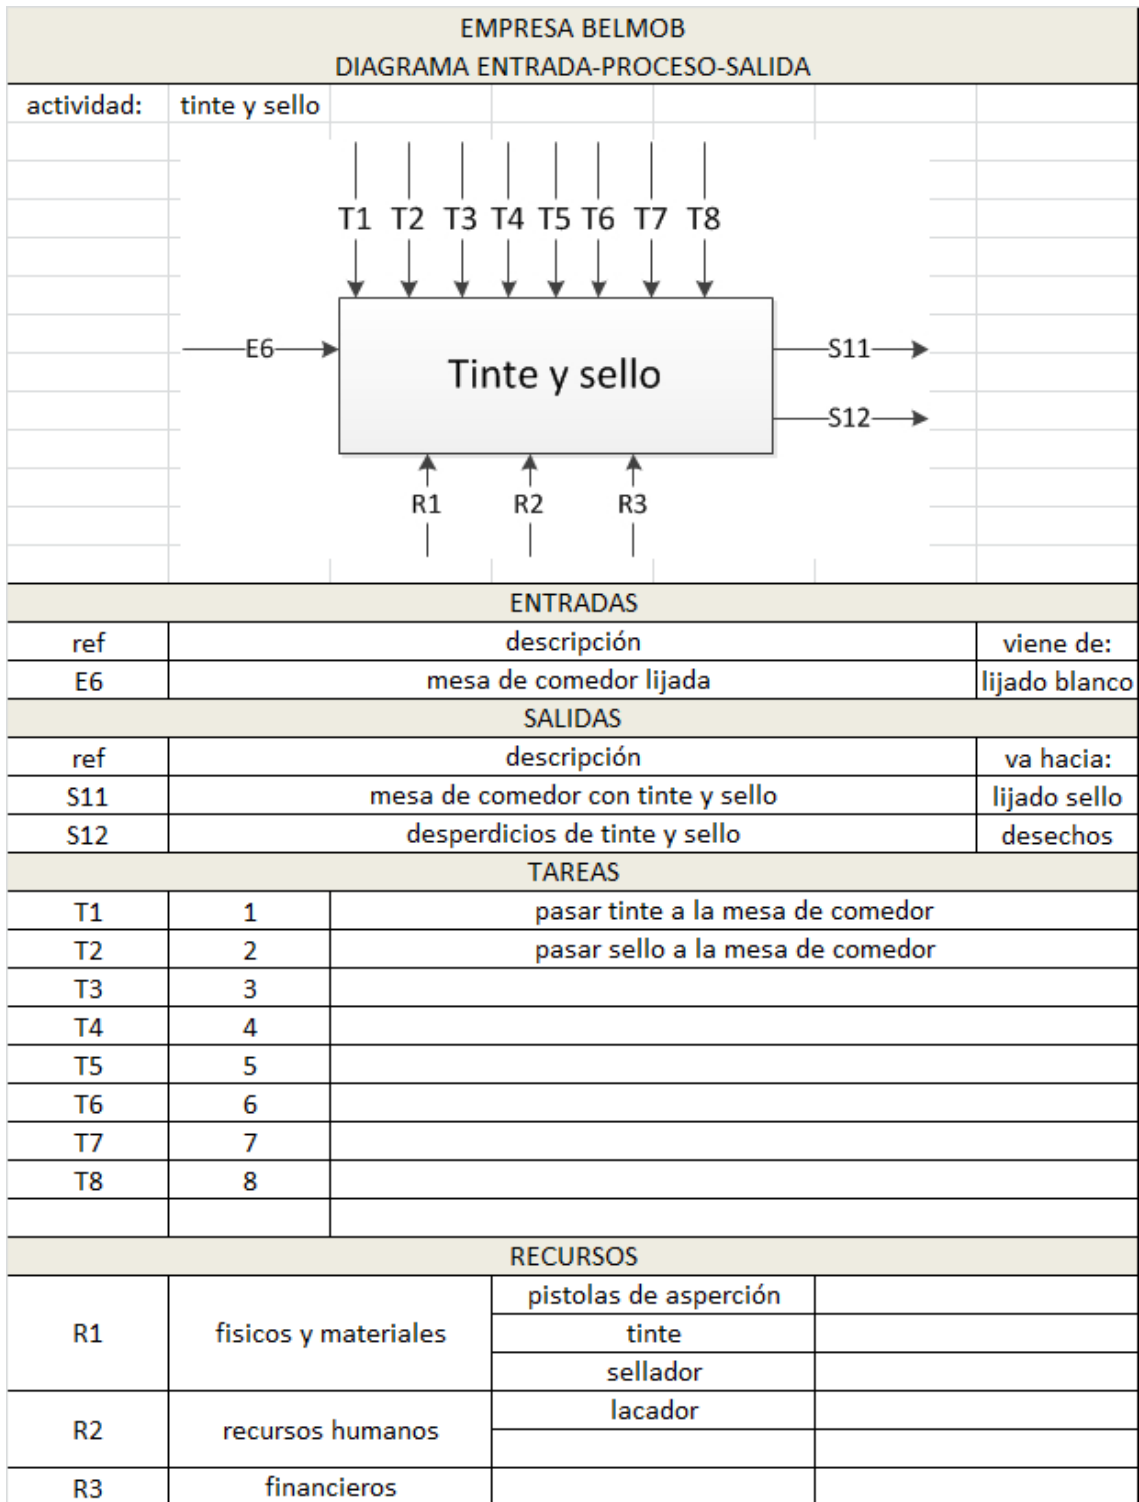 EMPRESA BELMOB
DIAGRAMA ENTRADA-PROCESO-SALIDA
actividad: tinte y sello
T1 T2 T3 T4 T5 T6 T7 T8
E6
Tinte y sello
S11
S12
R1 R2 R3
ENTRADAS
ref descripción viene de:
E6 mesa de comedor lijada lijado blanco
SALIDAS
ref descripción va hacia:
S11 mesa de comedor con tinte y sello lijado sello
S12 desperdicios de tinte y sello desechos
TAREAS
T1 1 pasar tinte a la mesa de comedor
T2 2 pasar sello a la mesa de comedor
T3 3
T4 4
T5 5
T6 6
T7 7
T8 8
RECURSOS
R1 fisicos y materiales pistolas de asperción
tinte
sellador
R2 recursos humanos lacador
R3 financieros